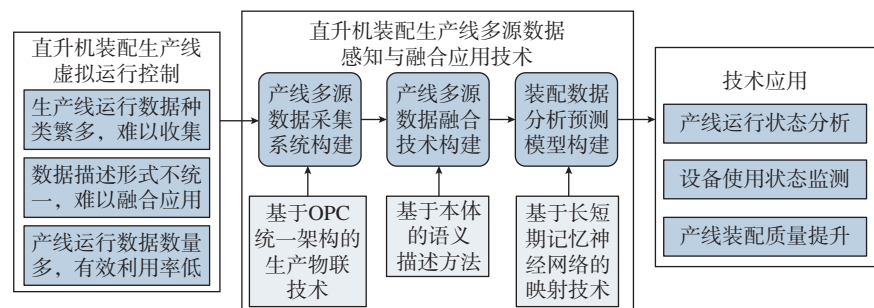 直升机装配生产线
虚拟运行控制
生产线运行数据种
类繁多，难以收集
数据描述形式不统
一，难以融合应用
产线运行数据数量
多，有效利用率低
直升机装配生产线多源数据
感知与融合应用技术
产线多源
数据采集
系统构建
产线多源
数据融合
技术构建
装配数据
分析预测
模型构建
基于OPC
统一架构的
生产物联
技术
基于本体
的语义
描述方法
基于长短
期记忆神
经网络的
映射技术
技术应用
产线运行状态分析
设备使用状态监测
产线装配质量提升